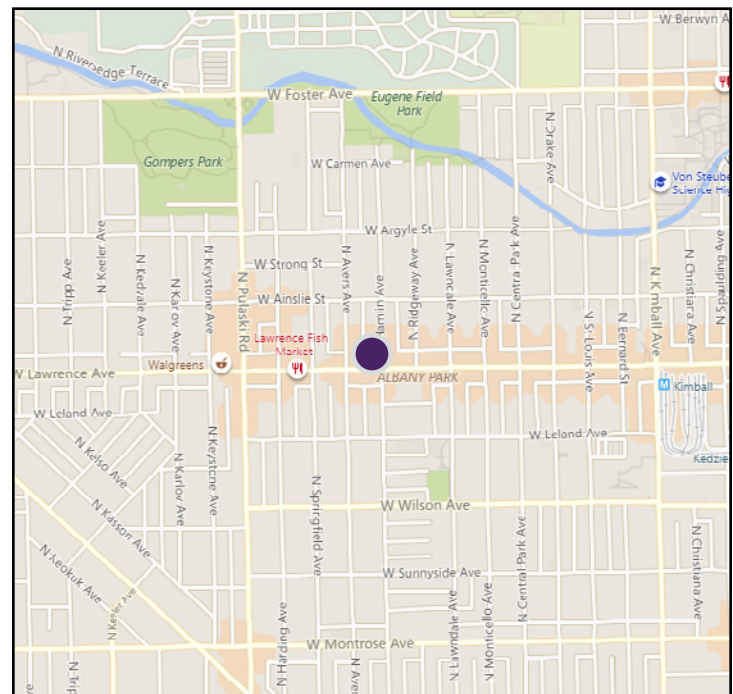 W Berwyn A
N Riversedge Terrace
W Foster Ave
Eugene Field
Park
Gompers Park
W Carmen Ave
N Drake Ave
Von Steube
Science Hig
W Argyle St
N Keeler Ave
N Tripp Ave
N Kedvale Ave
N Karlov Ave
N Keystone Ave
N Pulaski Rd
W Strong St
N Avers Ave
N Ridgeway Ave
N Lawndale Ave
N Monticello Ave
N Central Park Ave
N Kimball Ave
N Christiana Ave
N Spaulding Ave
W Ainslie St
Lawrence Fish
Market
Walgreens
W Lawrence Ave
ALBANY PARK
N St Louis Ave
N Bernard St
M Kimball
W Leland Ave
W Leland Ave
Kedzie
N Kelso Ave
N Karlov Ave
N Keystone Ave
N Kasson Ave
N Springfield Ave
W Wilson Ave
N Keokuk Ave
N Keeler Ave
W Sunnyside Ave
N Central Park Ave
N Christiana Ave
N Lawndale Ave
N Monticello Ave
N Harding Ave
W Montrose Ave
N Aver
N Tri